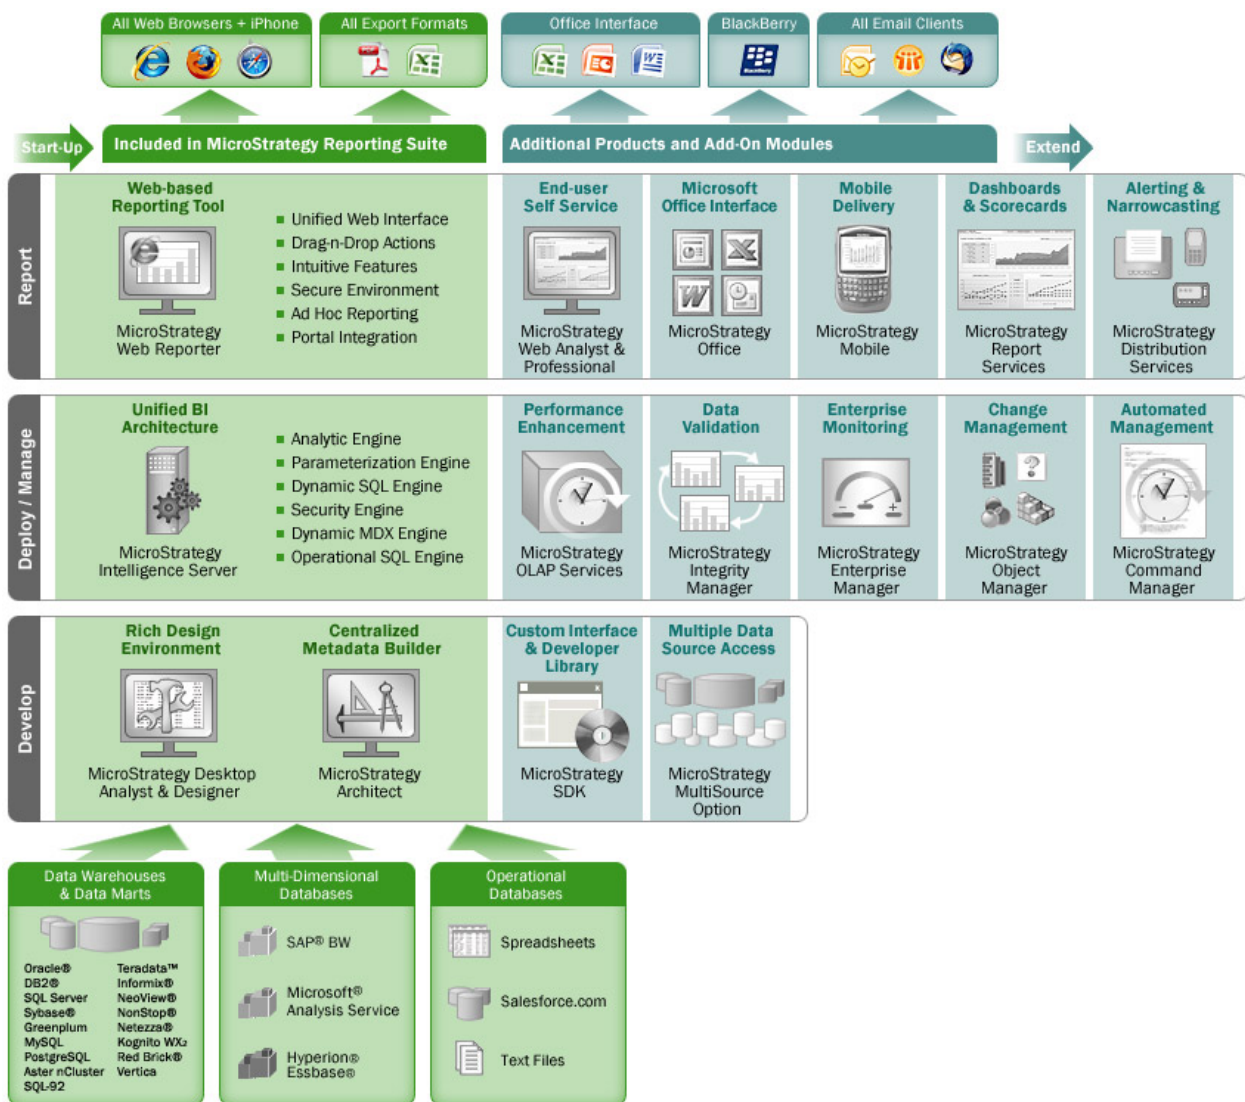 All Web Browsers + iPhone
All Export Formats
Office Interface
BlackBerry
All Email Clients
Start-Up
Included in MicroStrategy Reporting Suite
Additional Products and Add-On Modules
Extend
Report
Web-based
Reporting Tool
MicroStrategy
Web Reporter
Unified Web Interface
Drag-n-Drop Actions
Intuitive Features
Secure Environment
Ad Hoc Reporting
Portal Integration
End-user
Self Service
MicroStrategy
Web Analyst &
Professional
Microsoft
Office Interface
MicroStrategy
Office
Mobile
Delivery
MicroStrategy
Mobile
Dashboards
& Scorecards
MicroStrategy
Report
Services
Alerting &
Narrowcasting
MicroStrategy
Distribution
Services
Deploy / Manage
Unified BI
Architecture
MicroStrategy
Intelligence Server
Analytic Engine
Parameterization Engine
Dynamic SQL Engine
Security Engine
Dynamic MDX Engine
Operational SQL Engine
Performance
Enhancement
MicroStrategy
OLAP Services
Data
Validation
MicroStrategy
Integrity
Manager
Enterprise
Monitoring
MicroStrategy
Enterprise
Manager
Change
Management
MicroStrategy
Object
Manager
Automated
Management
MicroStrategy
Command
Manager
Develop
Rich Design
Environment
MicroStrategy Desktop
Analyst & Designer
Centralized
Metadata Builder
MicroStrategy
Architect
Custom Interface
& Developer
Library
MicroStrategy
SDK
Multiple Data
Source Access
MicroStrategy
MultiSource
Option
Data Warehouses
& Data Marts
Oracle®
DB2®
SQL Server
Sybase®
Greenplum
MySQL
PostgreSQL
Aster nCluster
SQL-92
Teradata™
Informix®
NeoView®
NonStop®
Netezza®
Kognito WX2
Red Brick®
Vertica
Multi-Dimensional
Databases
SAP® BW
Microsoft®
Analysis Service
Hyperion®
Essbase®
Operational
Databases
Spreadsheets
Salesforce.com
Text Files